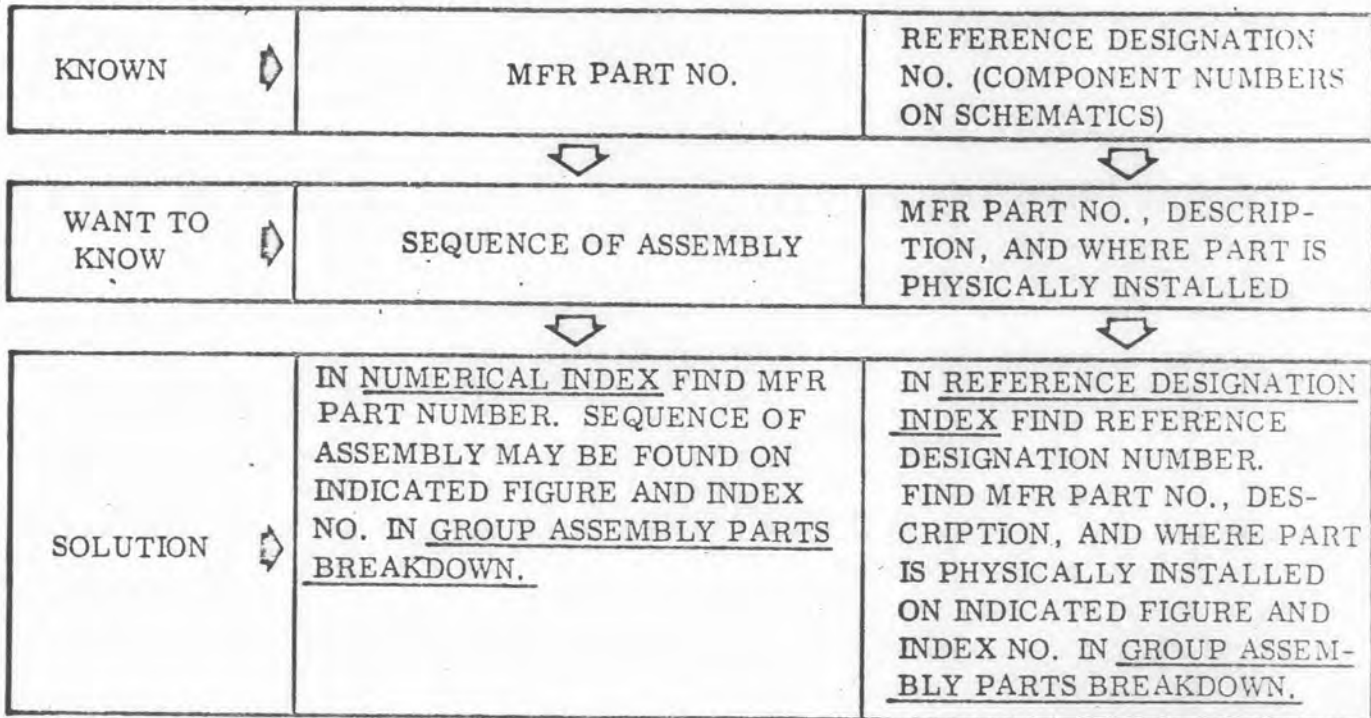 KNOWN
MFR PART NO.
REFERENCE DESIGNATION
NO. (COMPONENT NUMBERS
ON SCHEMATICS)
WANT TO
KNOW
SEQUENCE OF ASSEMBLY
MFR PART NO., DESCRIP-
TION, AND WHERE PART IS
PHYSICALLY INSTALLED
SOLUTION
IN NUMERICAL INDEX FIND MFR
PART NUMBER. SEQUENCE OF
ASSEMBLY MAY BE FOUND ON
INDICATED FIGURE AND INDEX
NO. IN GROUP ASSEMBLY PARTS
BREAKDOWN.
IN REFERENCE DESIGNATION
INDEX FIND REFERENCE
DESIGNATION NUMBER.
FIND MFR PART NO., DES-
CRIPTION, AND WHERE PART
IS PHYSICALLY INSTALLED
ON INDICATED FIGURE AND
INDEX NO. IN GROUP ASSEM-
BLY PARTS BREAKDOWN.